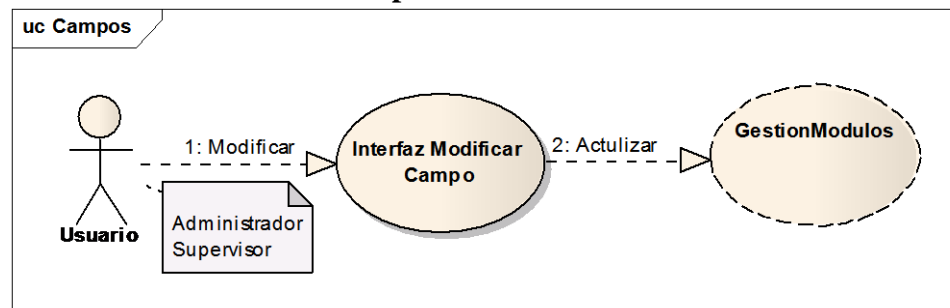 uc Campos
1: Modificar
Interfaz Modificar
Campo
2: Actulizar
GestionModulos
Usuario
Administrador
Supervisor